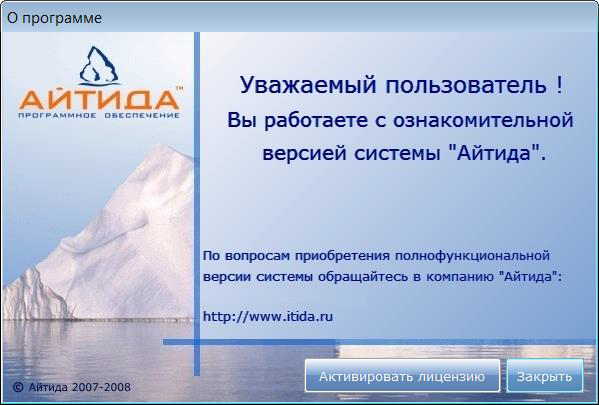 О программе
АЙТИДА™
ПРОГРАММНОЕ ОБЕСПЕЧЕНИЕ
Уважаемый пользователь !
Вы работаете с ознакомительной
версией системы "Айтида".
По вопросам приобретения полнофункциональной
версии системы обращайтесь в компанию "Айтида":
http://www.itida.ru
Активировать лицензию
Закрыть
© Айтида 2007-2008